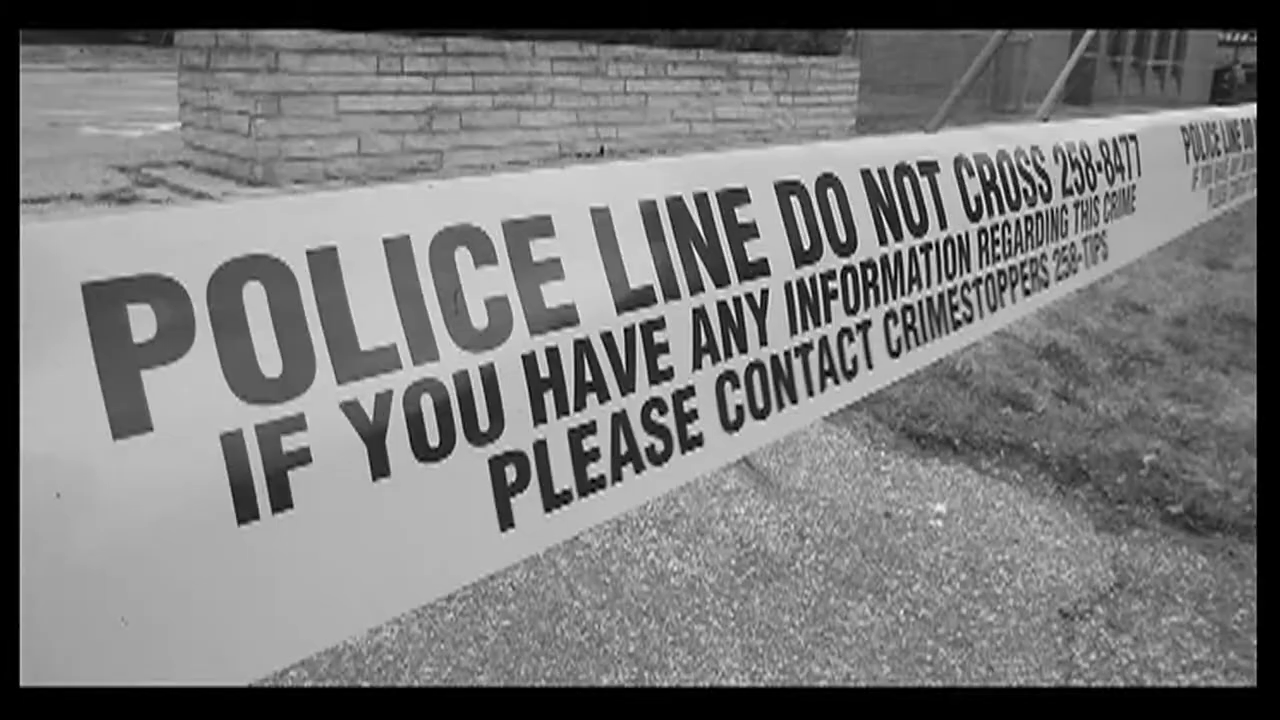 POLICE LINE DO NOT CROSS 258-8477
IF YOU HAVE ANY INFORMATION REGARDING THIS CRIME
PLEASE CONTACT CRIMESTOPPERS 258-TIPS
POLICE LINE DO